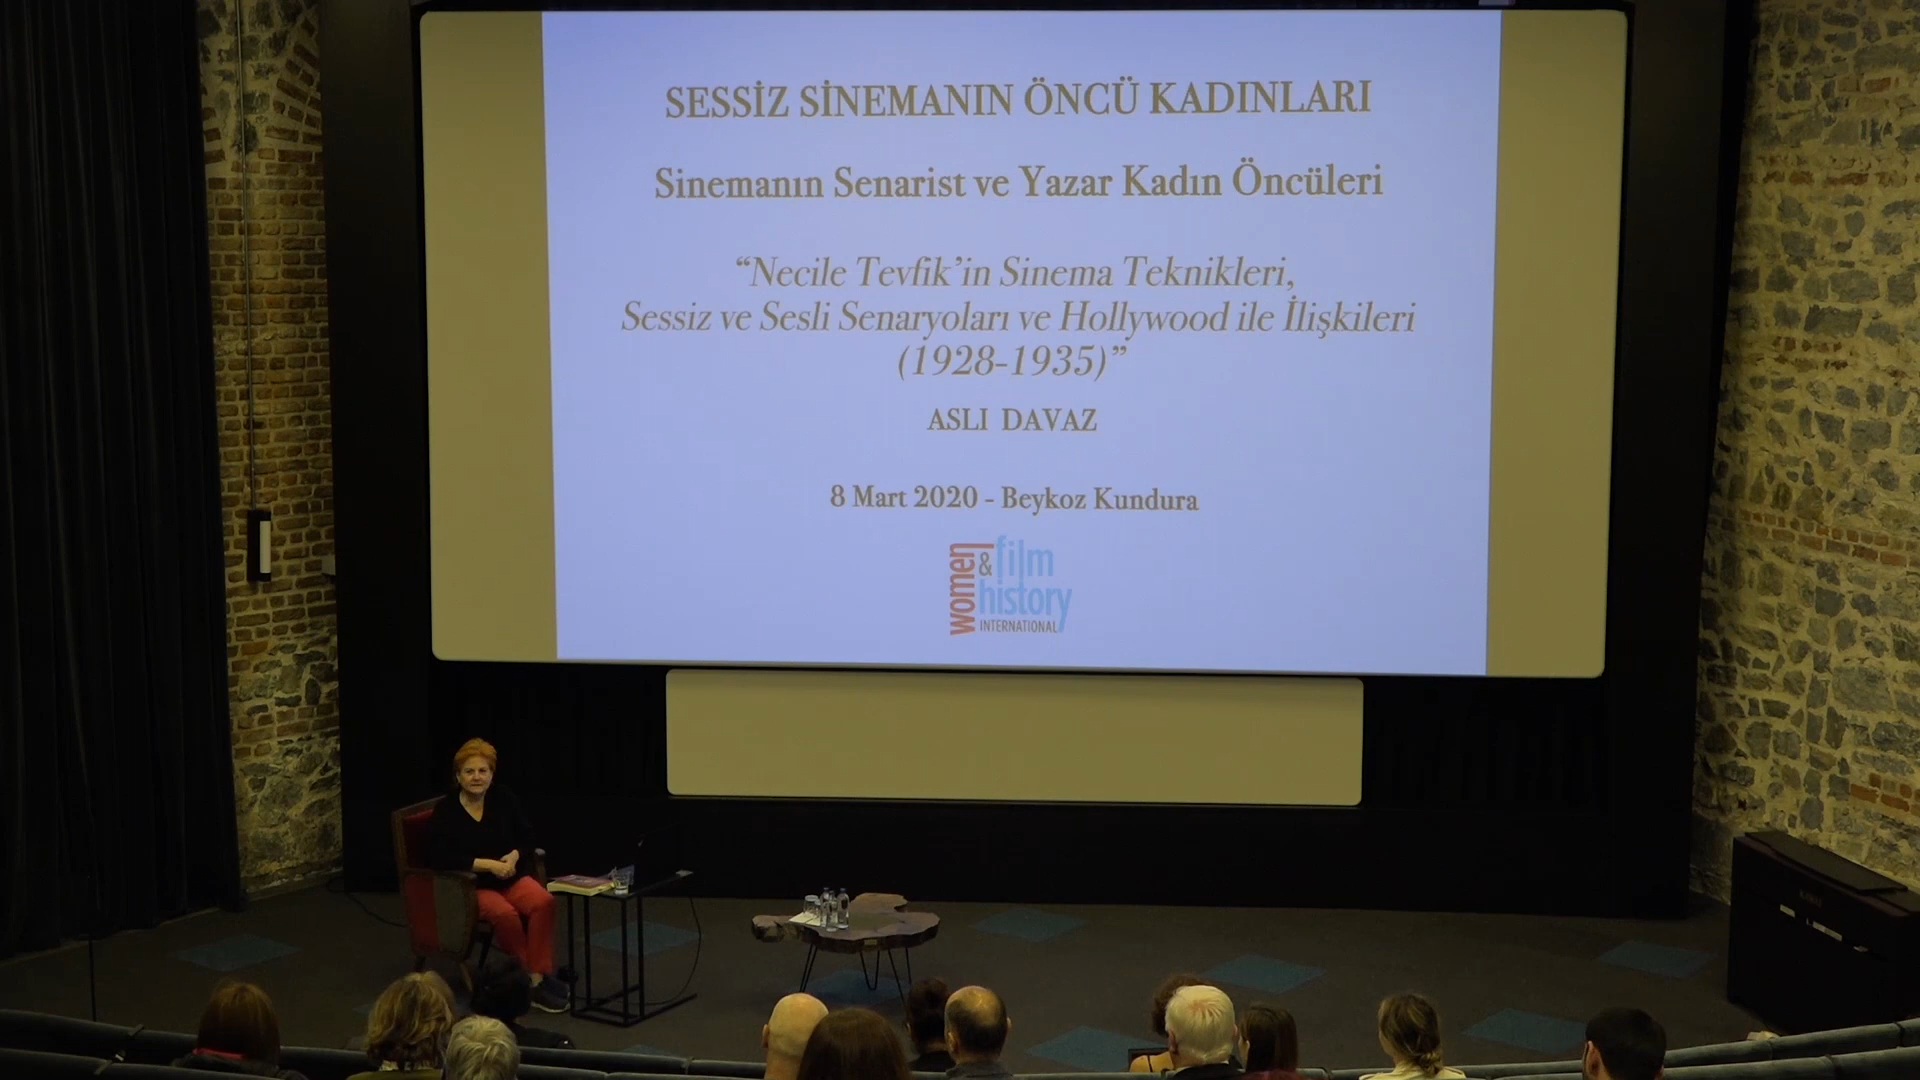 SESSİZ SİNEMANIN ÖNCÜ KADINLARI
Sinemanın Senarist ve Yazar Kadın Öncüleri
“Necile Tevfik’in Sinema Teknikleri,
Sessiz ve Sesli Senaryoları ve Hollywood ile İlişkileri
(1928-1935)”
ASLI DAVAZ
8 Mart 2020 - Beykoz Kundura
women
& film
history
INTERNATIONAL